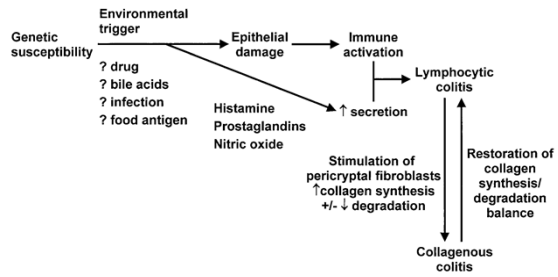 Genetic
susceptibility
Environmental
trigger
? drug
? bile acids
? infection
? food antigen
Epithelial
damage
Immune
activation
Histamine
Prostaglandins
Nitric oxide
↑ secretion
Lymphocytic
colitis
Stimulation of
pericryptal fibroblasts
↑collagen synthesis
+/- ↓ degradation
Restoration of
collagen
synthesis/
degradation
balance
Collagenous
colitis